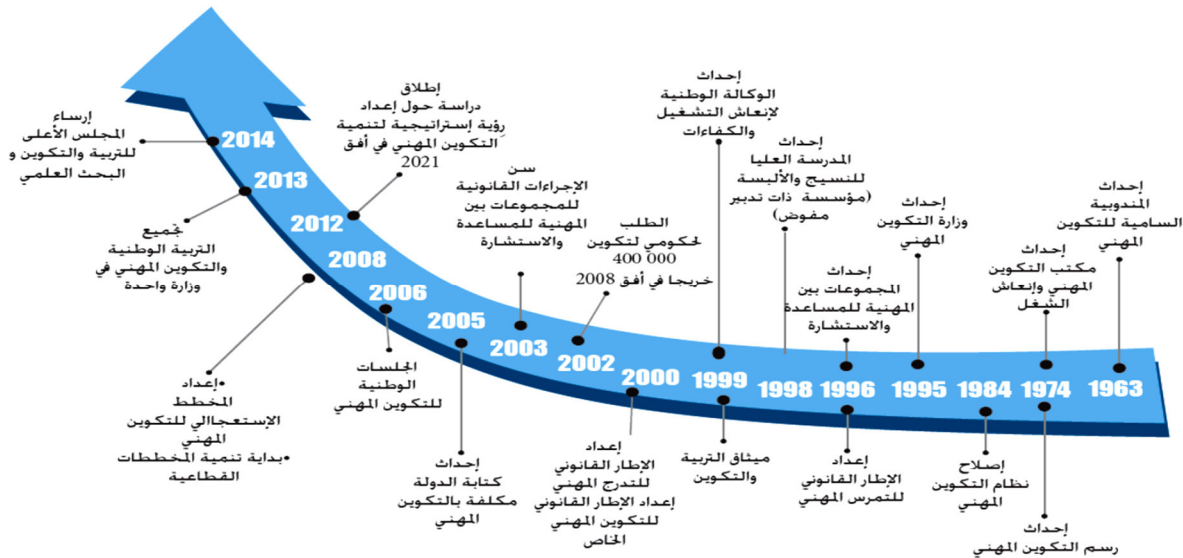 إحداث
المندوبية
السامية للتكوين
المهني
1963
إحداث
مكتب التكوين
المهني وإنعاش
الشغل
1974
إحداث
رسم التكوين المهني
1984
إصلاح
نظام التكوين
المهني
إحداث
وزارة التكوين
المهني
1995
إحداث
المجموعات بين
المهنية للمساعدة
والاستشارة
1996
إعداد
الإطار القانوني
للتمرس المهني
إحداث
المدرسة العليا
للنسيج والألبسة
(مؤسسة ذات تدبير
مفوض)
1998
إحداث
الوكالة الوطنية
لإنعاش التشغيل
والكفاءات
1999
ميثاق التربية
والتكوين
2000
إعداد
الإطار القانوني
للتدرج المهني
إعداد الإطار القانوني
للتكوين المهني
الخاص
الطلب
لحكومي لتكوين
400 000
خريجا في أفق 2008
2002
سن
الإجراءات القانونية
للمجموعات بين
المهنية للمساعدة
والاستشارة
2003
2005
إحداث
كتابة الدولة
مكلفة بالتكوين
المهني
2006
الجلسات
الوطنية
للتكوين المهني
2008
•إعداد
المخطط
الإستعجاالي للتكوين
المهني
•بداية تنمية المخططات
القطاعية
إطلاق
دراسة حول إعداد
رؤية إستراتيجية لتنمية
التكوين المهني في أفق
2021
2012
2013
تجميع
التربية الوطنية
والتكوين المهني في
وزارة واحدة
2014
إرساء
المجلس الأعلى
للتربية والتكوين و
البحث العلمي